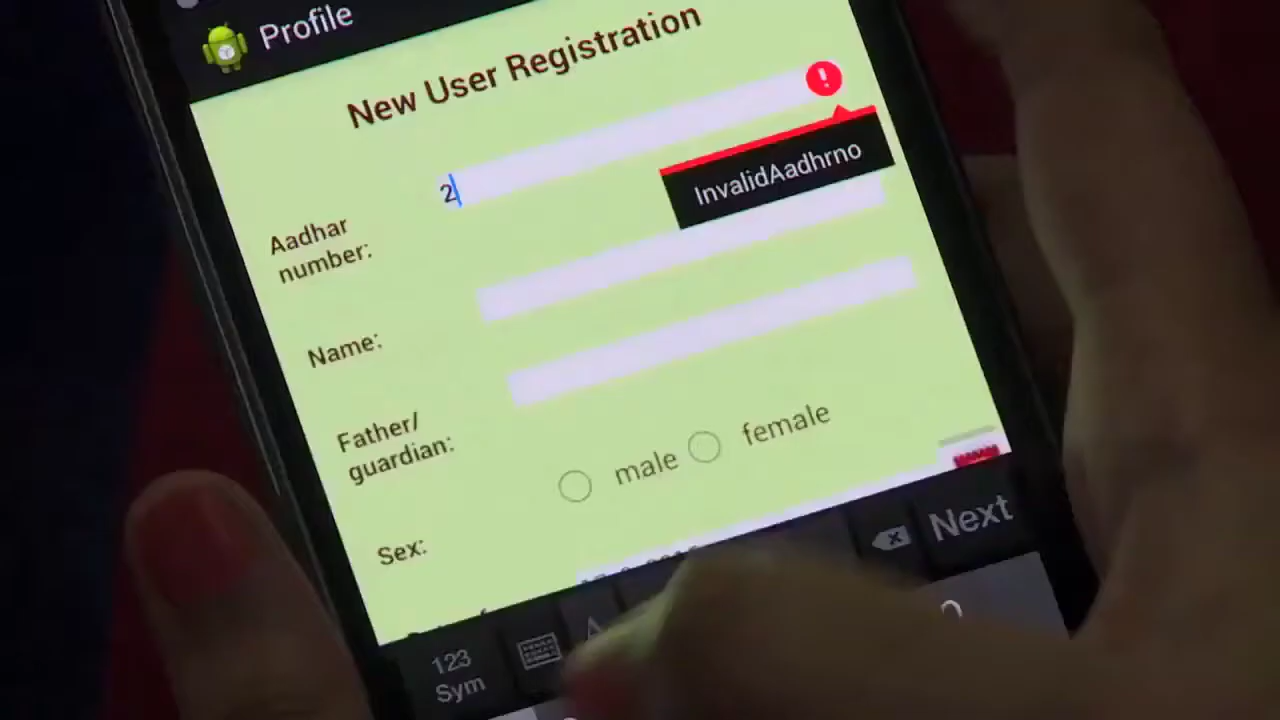 Profile
New User Registration
2
InvalidAadhrno
Aadhar
number:
Name:
Father/
guardian:
male
female
Sex:
Next
123
Sym